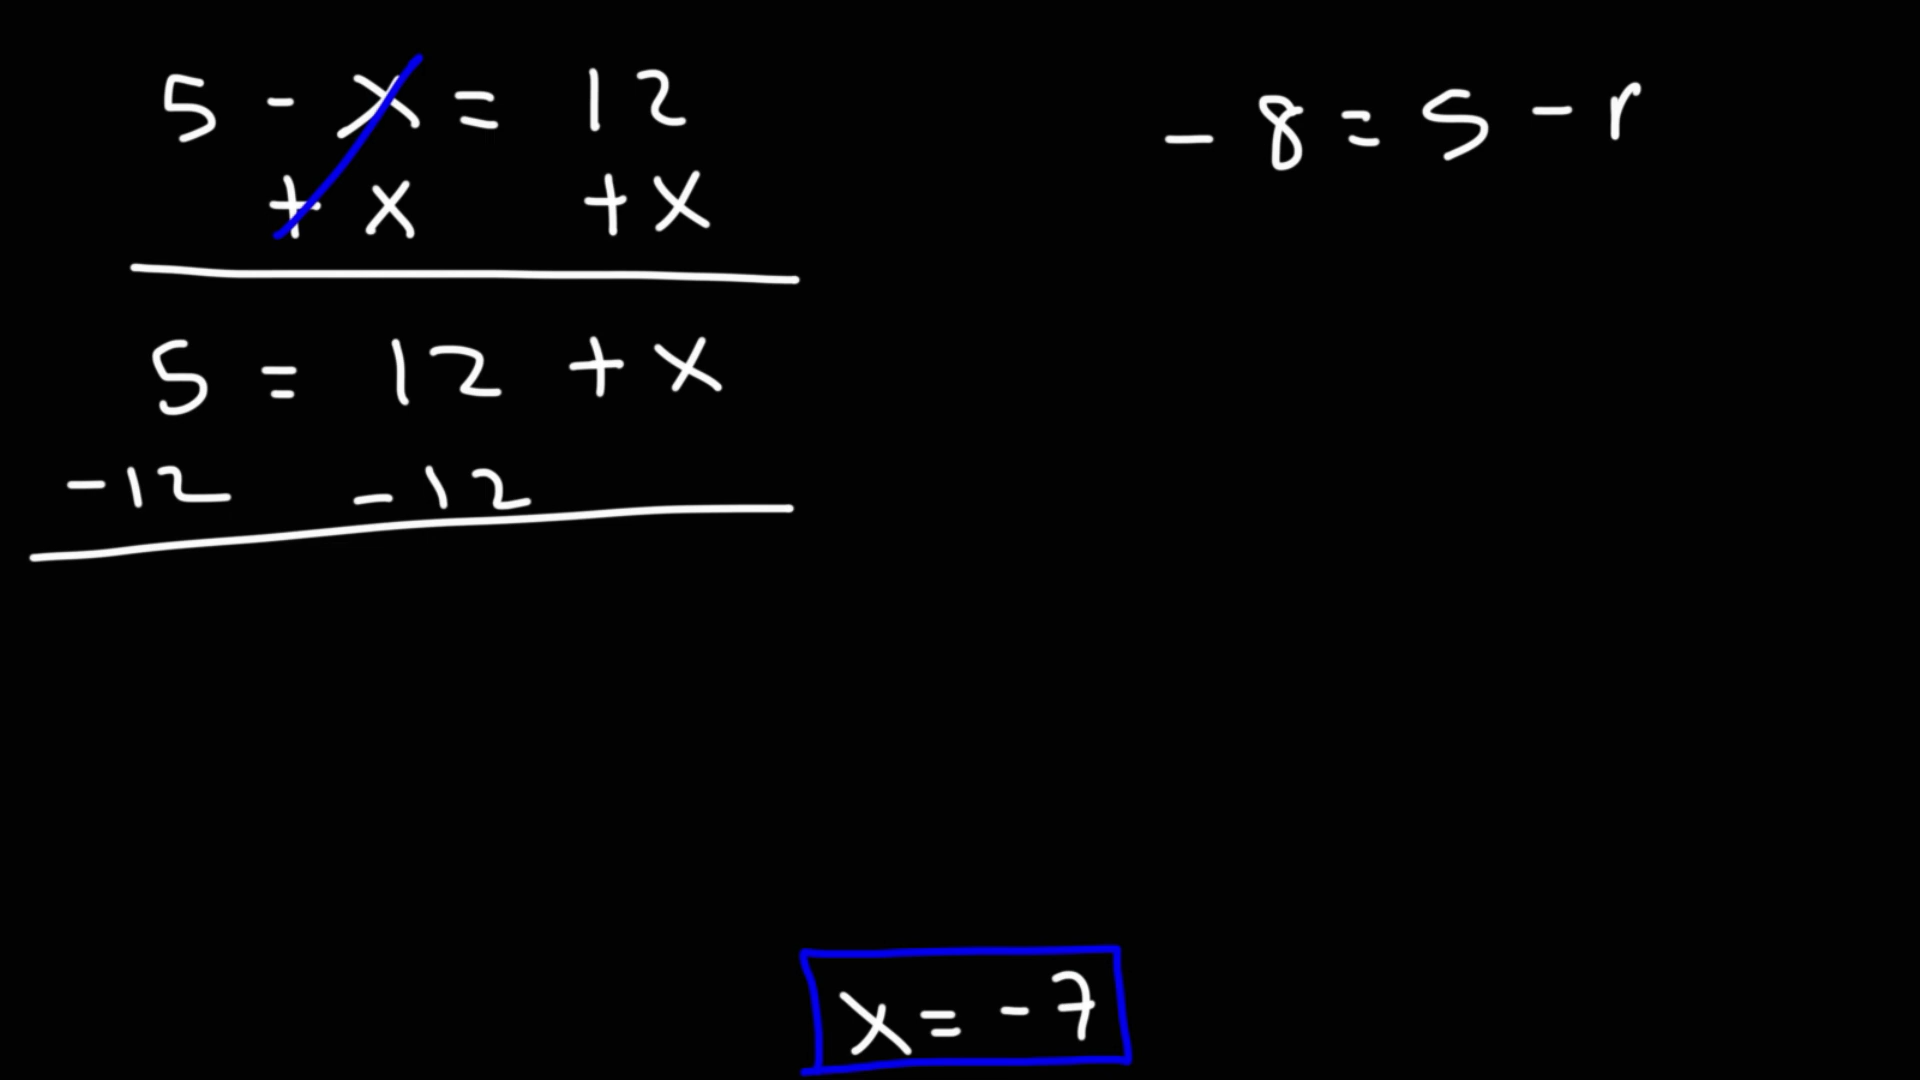 5 - x = 12
+ x +x
5 = 12 + x
-12 -12
- 8 = 5 - r
x = -7